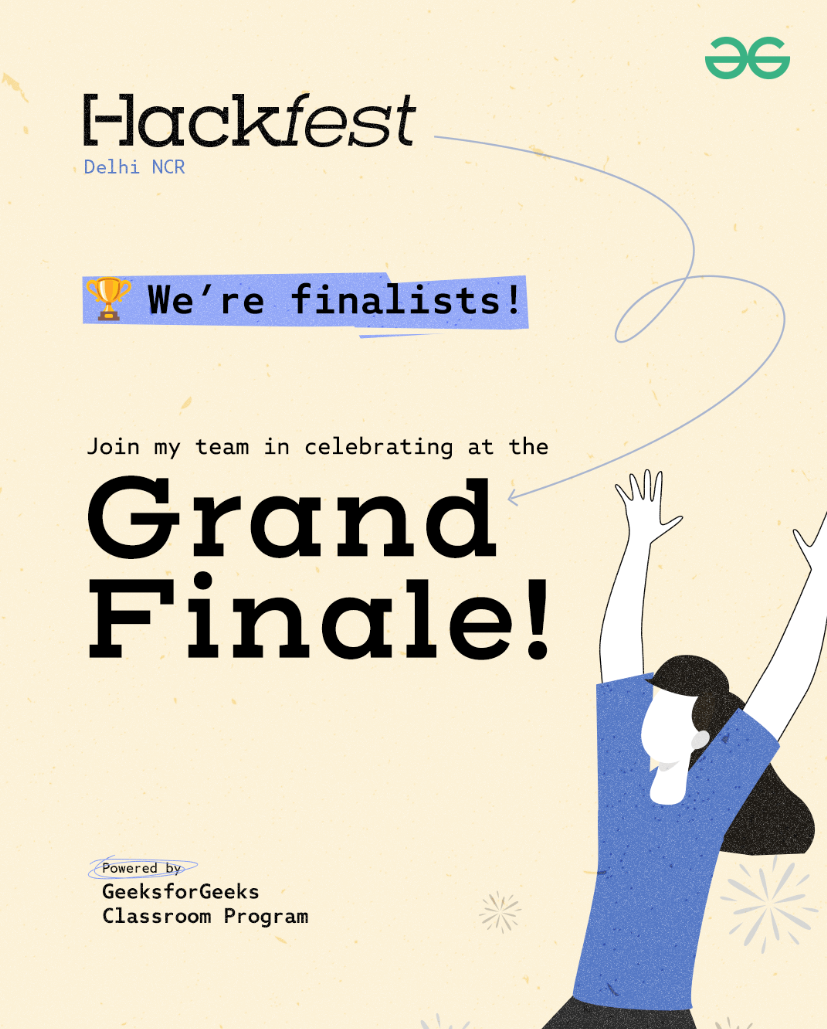 Hackfest
Delhi NCR
🏆 We’re finalists!
Join my team in celebrating at the
Grand
Finale!
Powered by
GeeksforGeeks
Classroom Program